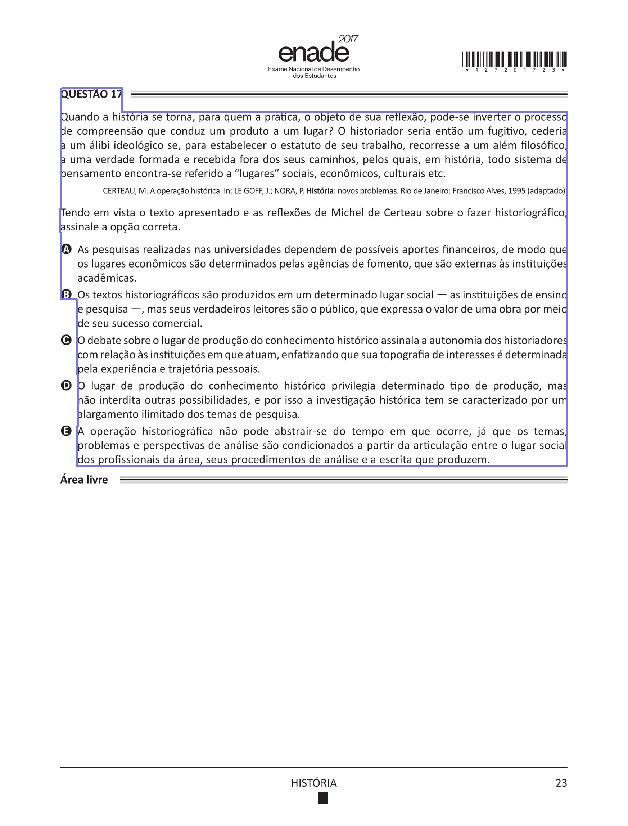 2017
enade
Exame Nacional de Desempenho
dos Estudantes
QUESTÃO 17
Quando a história se torna, para quem a pratica, o objeto de sua reflexão, pode-se inverter o processo
de compreensão que conduz um produto a um lugar? O historiador seria então um fugitivo, cederia
a um álibi ideológico se, para estabelecer o estatuto de seu trabalho, recorresse a um além filosófico,
a uma verdade formada e recebida fora dos seus caminhos, pelos quais, em história, todo sistema de
pensamento encontra-se referido a “lugares” sociais, econômicos, culturais etc.
CERTEAU, M. A operação histórica. In: LE GOFF, J.; NORA, P. História: novos problemas. Rio de Janeiro: Francisco Alves, 1995 (adaptado).
Tendo em vista o texto apresentado e as reflexões de Michel de Certeau sobre o fazer historiográfico,
assinale a opção correta.
A As pesquisas realizadas nas universidades dependem de possíveis aportes financeiros, de modo que
os lugares econômicos são determinados pelas agências de fomento, que são externas às instituições
acadêmicas.
B Os textos historiográficos são produzidos em um determinado lugar social — as instituições de ensino
e pesquisa —, mas seus verdadeiros leitores são o público, que expressa o valor de uma obra por meio
de seu sucesso comercial.
C O debate sobre o lugar de produção do conhecimento histórico assinala a autonomia dos historiadores
com relação às instituições em que atuam, enfatizando que sua topografia de interesses é determinada
pela experiência e trajetória pessoais.
D O lugar de produção do conhecimento histórico privilegia determinado tipo de produção, mas
não interdita outras possibilidades, e por isso a investigação histórica tem se caracterizado por um
alargamento ilimitado dos temas de pesquisa.
E A operação historiográfica não pode abstrair-se do tempo em que ocorre, já que os temas,
problemas e perspectivas de análise são condicionados a partir da articulação entre o lugar social
dos profissionais da área, seus procedimentos de análise e a escrita que produzem.
Área livre
HISTÓRIA
23